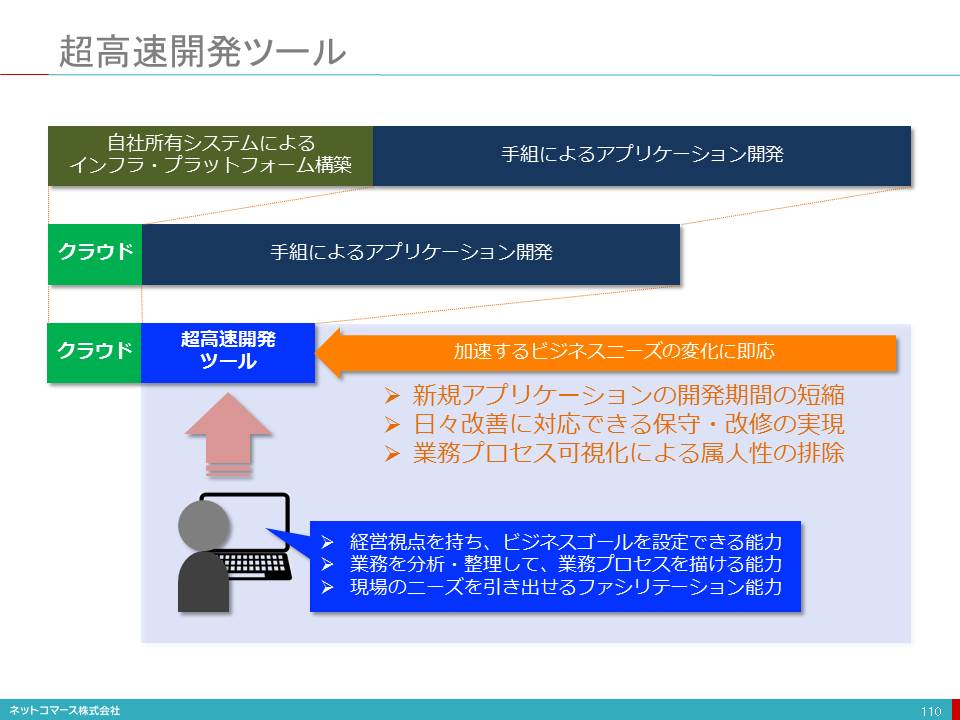 超高速開発ツール
自社所有システムによる
インフラ・プラットフォーム構築
手組によるアプリケーション開発
クラウド
手組によるアプリケーション開発
クラウド
超高速開発
ツール
加速するビジネスニーズの変化に即応
➢ 新規アプリケーションの開発期間の短縮
➢ 日々改善に対応できる保守・改修の実現
➢ 業務プロセス可視化による属人性の排除
➢ 経営視点を持ち、ビジネスゴールを設定できる能力
➢ 業務を分析・整理して、業務プロセスを描ける能力
➢ 現場のニーズを引き出せるファシリテーション能力
ネットコマース株式会社
110